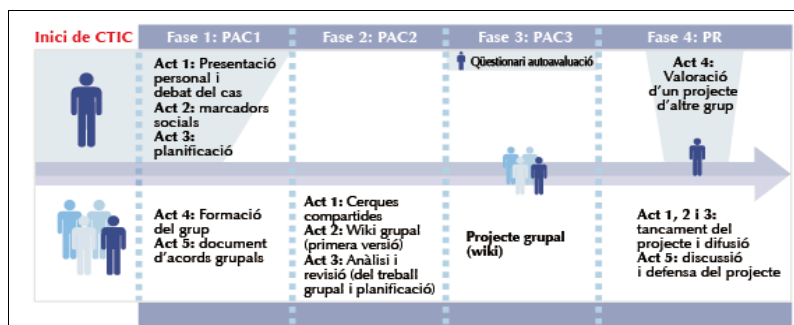 Inici de CTIC
Fase 1: PAC1
Fase 2: PAC2
Fase 3: PAC3
Fase 4: PR
Act 1: Presentació
personal i
debat del cas
Act 2: marcadors
socials
Act 3:
planificació
Qüestionari autoavaluació
Act 4:
Valoració
d'un projecte
d'altre grup
Act 4: Formació
del grup
Act 5: document
d'acords grupals
Act 1: Cerques
compartides
Act 2: Wiki grupal
(primera versió)
Act 3: Anàlisi i
revisió (del treball
grupal i planificació)
Projecte grupal
(wiki)
Act 1, 2 i 3:
tancament del
projecte i difusió
Act 5: discussió
i defensa del projecte